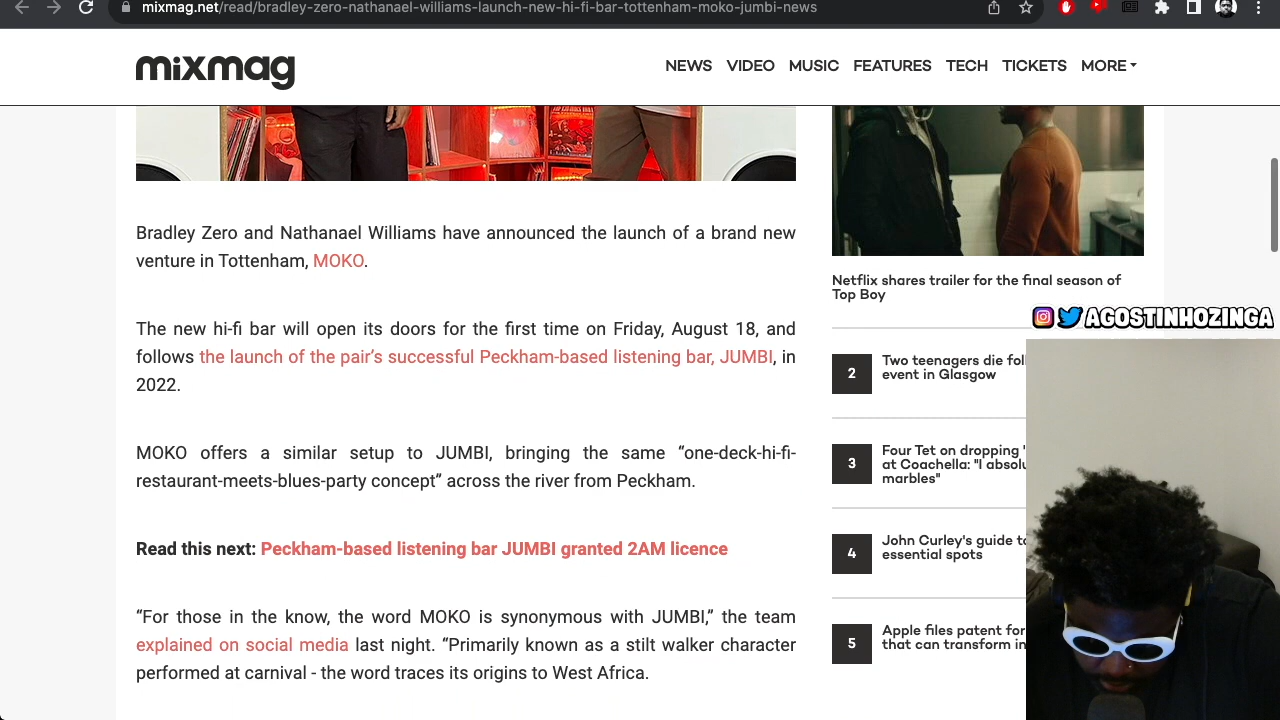 mixmag.net/read/bradley-zero-nathanael-williams-launch-new-hi-fi-bar-tottenham-moko-jumbi-news
mixmag
NEWS VIDEO MUSIC FEATURES TECH TICKETS MORE
Bradley Zero and Nathanael Williams have announced the launch of a brand new
venture in Tottenham, MOKO.
The new hi-fi bar will open its doors for the first time on Friday, August 18, and
follows the launch of the pair's successful Peckham-based listening bar, JUMBI, in
2022.
MOKO offers a similar setup to JUMBI, bringing the same “one-deck-hi-fi-
restaurant-meets-blues-party concept” across the river from Peckham.
Read this next: Peckham-based listening bar JUMBI granted 2AM licence
“For those in the know, the word MOKO is synonymous with JUMBI,” the team
explained on social media last night. “Primarily known as a stilt walker character
performed at carnival - the word traces its origins to West Africa.
Netflix shares trailer for the final season of
Top Boy
AGOSTINHOZINGA
2
Two teenagers die
event in Glasgow
3
Four Tet on dropping
at Coachella: "I
marbles"
4
John Curley's guide
essential spots
5
Apple files patent for
that can transform